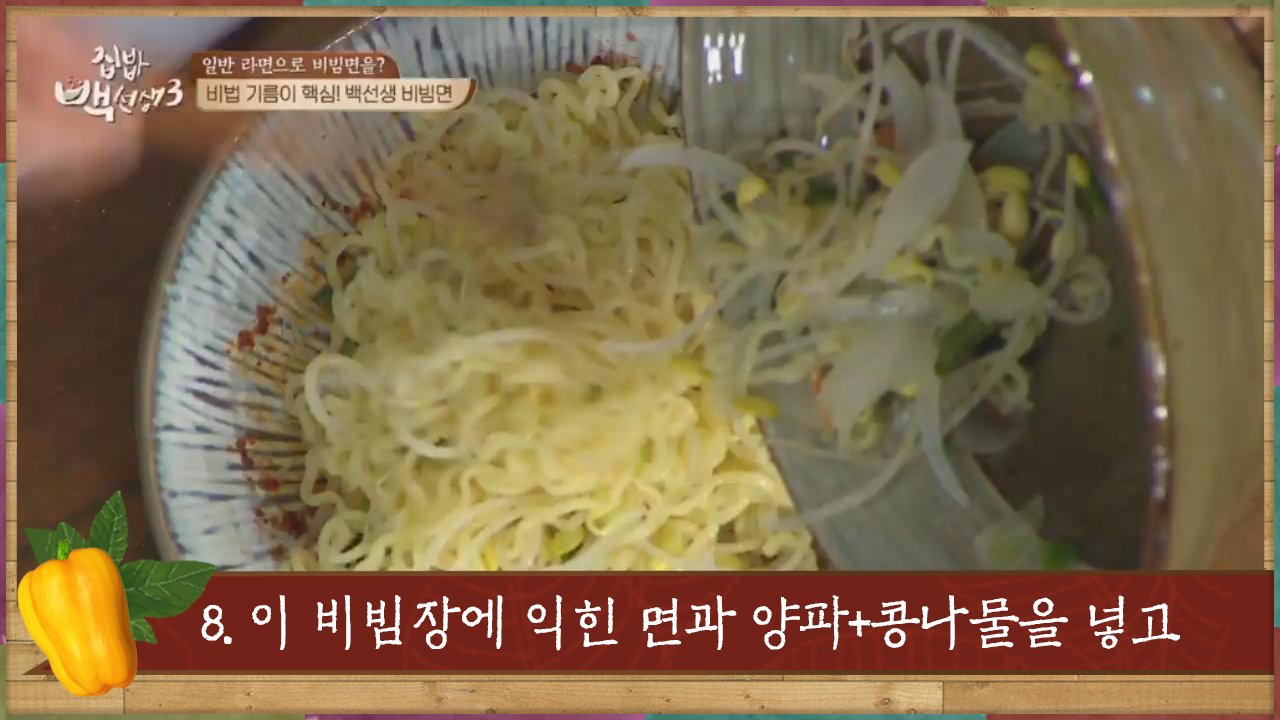 집밥
백선생3
일반 라면으로 비빔면을?
비법 기름이 핵심! 백선생 비빔면
8. 이 비빔장에 익힌 면과 양파+콩나물을 넣고